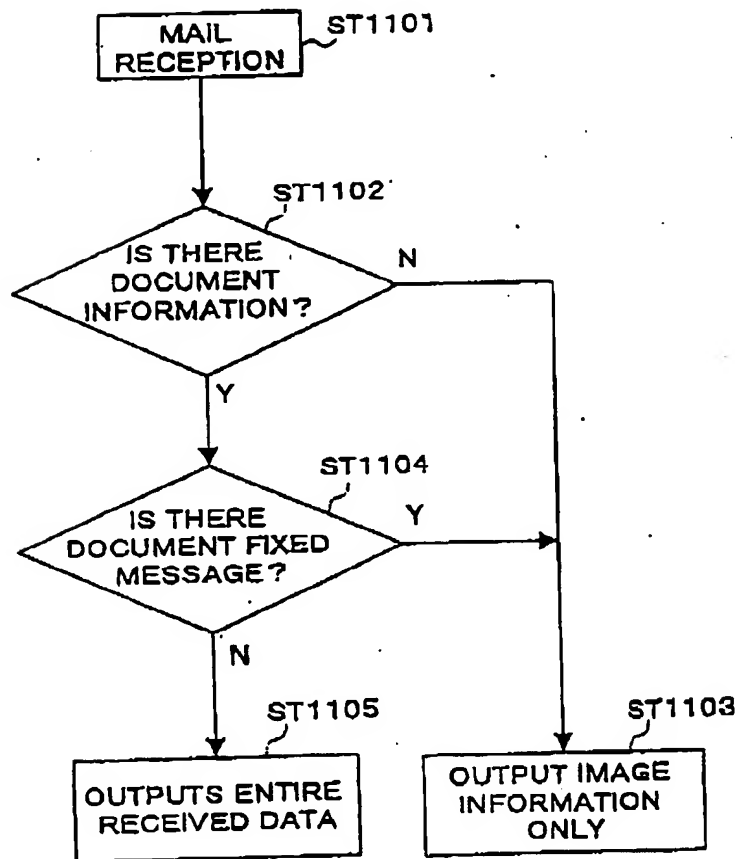 MAIL
RECEPTION
ST1101
ST1102
IS THERE
DOCUMENT
INFORMATION?
N
Y
ST1104
IS THERE
DOCUMENT FIXED
MESSAGE?
Y
N
ST1105
OUTPUTS ENTIRE
RECEIVED DATA
ST1103
OUTPUT IMAGE
INFORMATION
ONLY